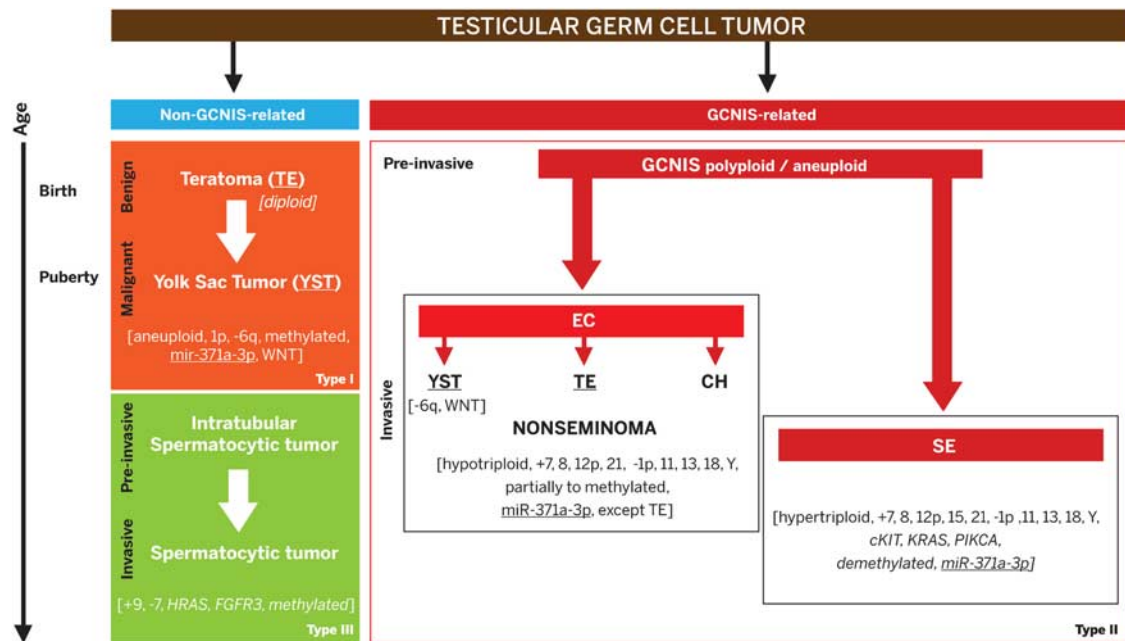 TESTICULAR GERM CELL TUMOR
Age
Birth
Puberty
Non-GCNIS-related
Benign
Teratoma (TE)
[diploid]
Malignant
Yolk Sac Tumor (YST)
[aneuploid, 1p, -6q, methylated,
mir-371a-3p, WNT]
Type I
Pre-invasive
Intratubular
Spermatocytic tumor
Invasive
Spermatocytic tumor
[+9, -7, HRAS, FGFR3, methylated]
Type III
GCNIS-related
Pre-invasive
GCNIS polyploid / aneuploid
Invasive
EC
YST
TE
CH
[-6q, WNT]
NONSEMINOMA
[hypotriploid, +7, 8, 12p, 21, -1p, 11, 13, 18, Y,
partially to methylated,
miR-371a-3p, except TE]
SE
[hypertriploid, +7, 8, 12p, 15, 21, -1p ,11, 13, 18, Y,
cKIT, KRAS, PIKCA,
demethylated, miR-371a-3p]
Type II